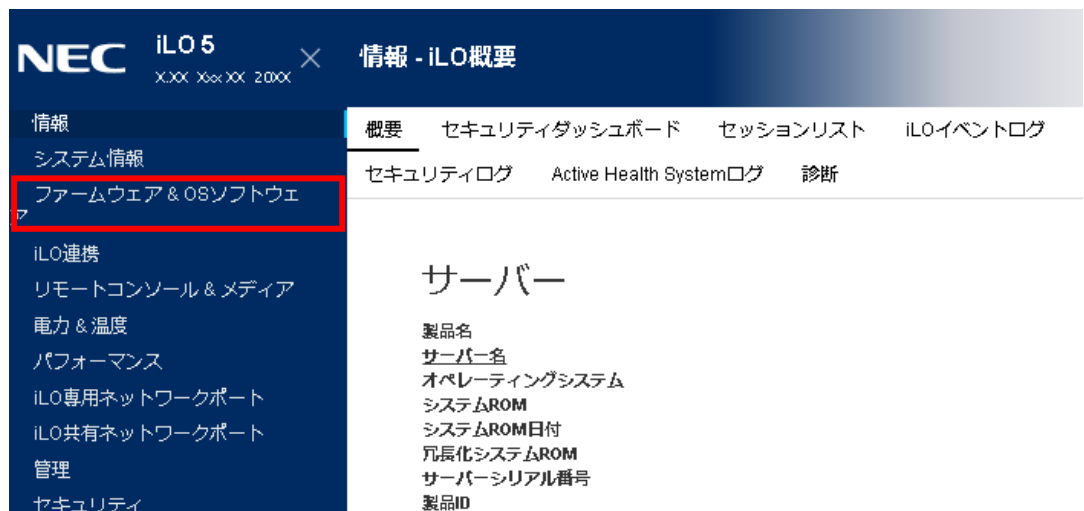 NEC
iLO 5
X.XX Xxx XX 20XX
情報 - iLO概要
情報
システム情報
ファームウェア & OSソフトウェ
ア
iLO連携
リモートコンソール & メディア
電力 & 温度
パフォーマンス
iLO専用ネットワークポート
iLO共有ネットワークポート
管理
セキュリティ
概要 セキュリティダッシュボード セッションリスト iLOイベントログ
セキュリティログ Active Health Systemログ 診断
サーバー
製品名
サーバー名
オペレーティングシステム
システムROM
システムROM日付
冗長化システムROM
サーバーシリアル番号
製品ID